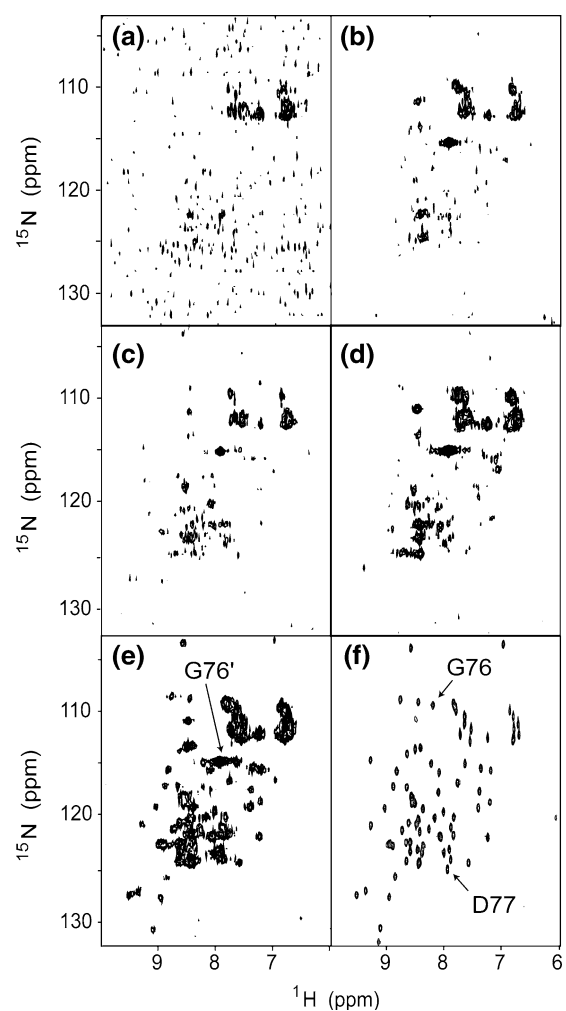 (a)
(b)
110
120
130
¹⁵N (ppm)
(c)
(d)
110
120
130
¹⁵N (ppm)
(e)
(f)
G76'
G76
110
120
130
¹⁵N (ppm)
D77
9 8 7 9 8 7 6
¹H (ppm)